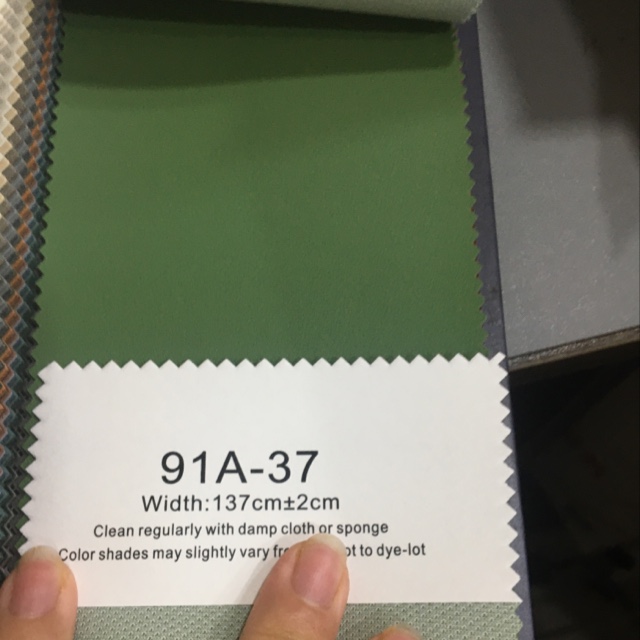 91A-37
Width:137cm±2cm
Clean regularly with damp cloth or sponge
Color shades may slightly vary to dye-lot